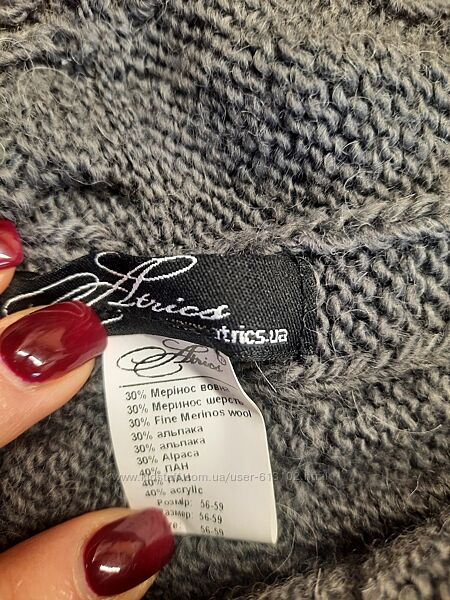 Atrics
trics.ua
Atrics
30% Мерінос вовна
30% Меринос шерсть
30% Fine Merinos wool
30% альпака
30% альпака
30% Alpaca
40% ПАН
40% ПАН
40% acrylic
Розмір: 56-59
Размер: 56-59
56-59